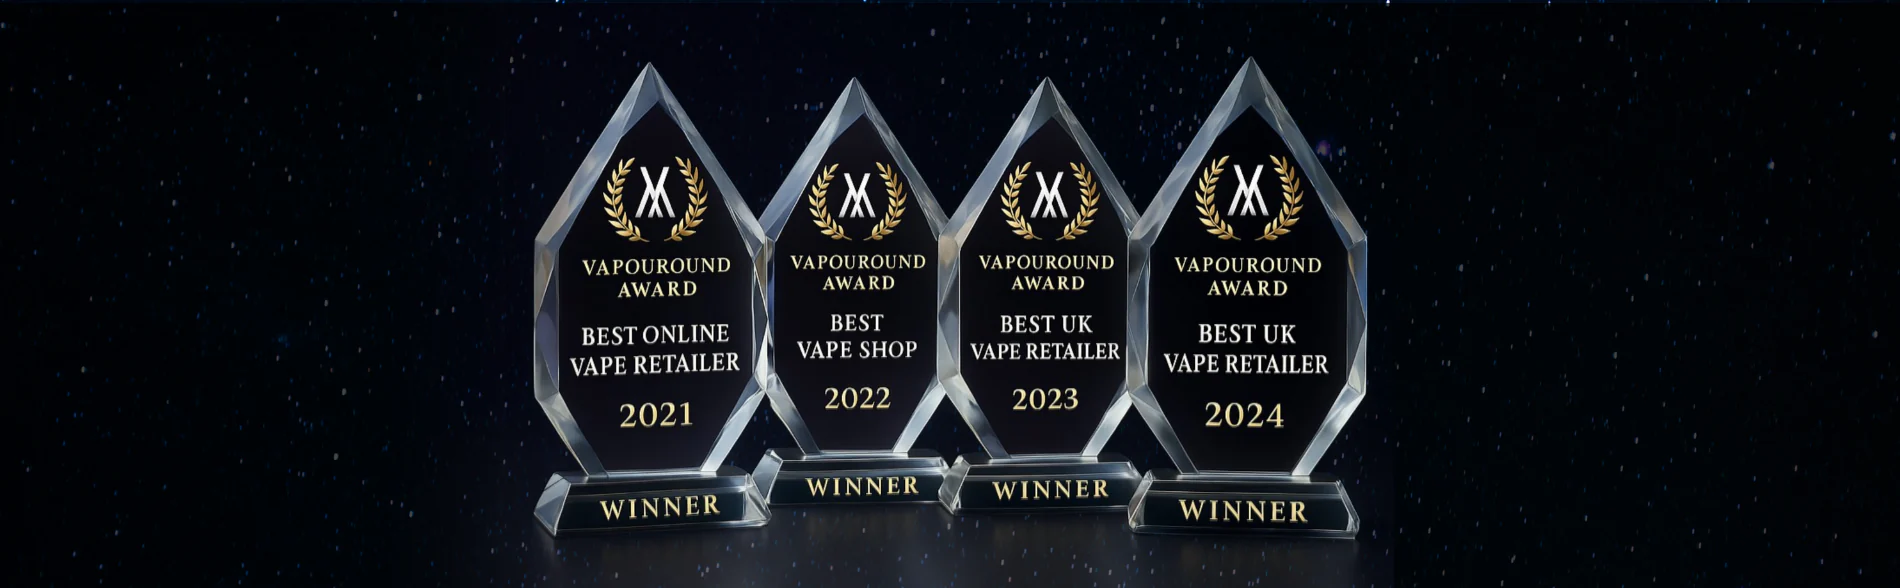 VAPOUROUND
AWARD
BEST ONLINE
VAPE RETAILER
2021
WINNER
VAPOUROUND
AWARD
BEST
VAPE SHOP
2022
WINNER
VAPOUROUND
AWARD
BEST UK
VAPE RETAILER
2023
WINNER
VAPOUROUND
AWARD
BEST UK
VAPE RETAILER
2024
WINNER